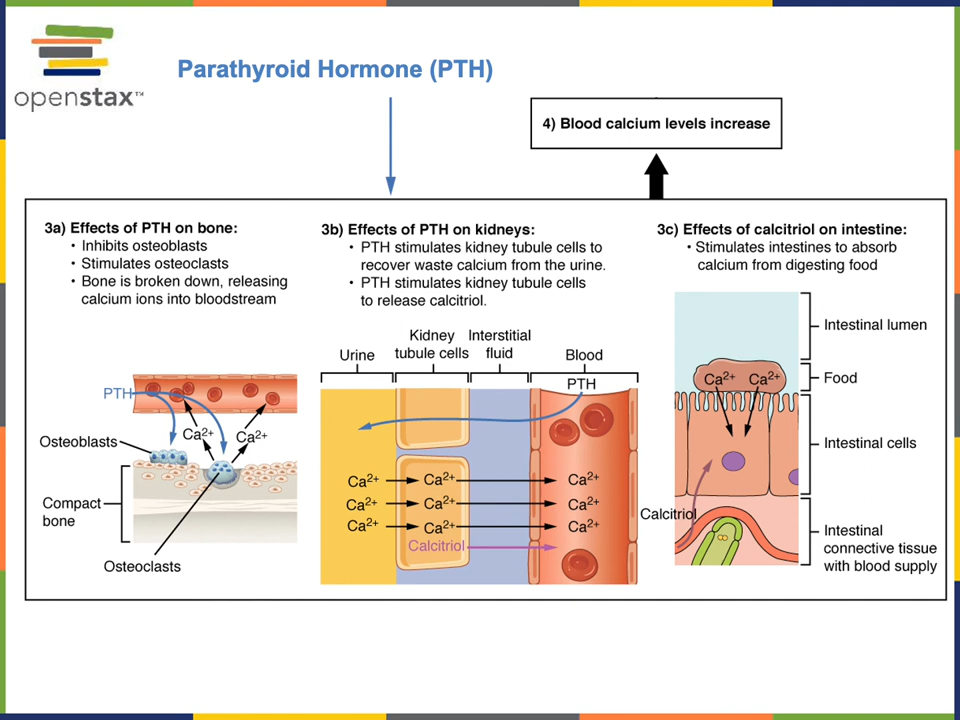 openstax™
Parathyroid Hormone (PTH)
4) Blood calcium levels increase
3a) Effects of PTH on bone:
• Inhibits osteoblasts
• Stimulates osteoclasts
• Bone is broken down, releasing
calcium ions into bloodstream
PTH
Ca2+
Ca2+
Osteoblasts
Compact
bone
Osteoclasts
3b) Effects of PTH on kidneys:
• PTH stimulates kidney tubule cells to
recover waste calcium from the urine.
• PTH stimulates kidney tubule cells
to release calcitriol.
Urine
Kidney
tubule cells
Interstitial
fluid
Blood
PTH
Ca2+ Ca2+ Ca2+
Ca2+ Ca2+ Ca2+
Ca2+ Ca2+ Ca2+
Calcitriol
3c) Effects of calcitriol on intestine:
• Stimulates intestines to absorb
calcium from digesting food
Intestinal lumen
Ca2+ Ca2+
Food
Intestinal cells
Calcitriol
Intestinal
connective tissue
with blood supply